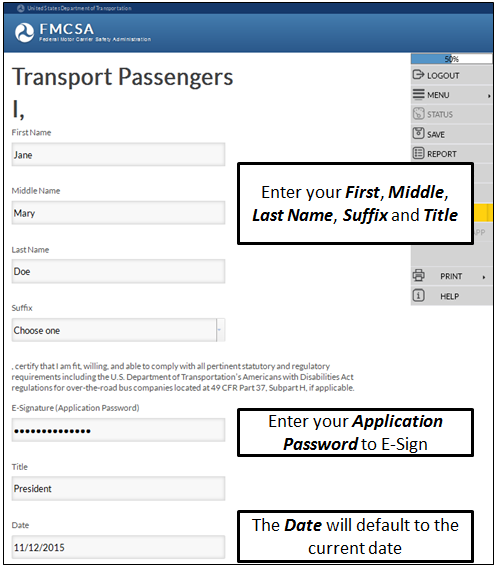 United States Department of Transportation
FMCSA
Federal Motor Carrier Safety Administration
Transport Passengers
I,
First Name
Jane
Middle Name
Mary
Last Name
Doe
Suffix
Choose one
, certify that I am fit, willing, and able to comply with all pertinent statutory and regulatory
requirements including the U.S. Department of Transportation's Americans with Disabilities Act
regulations for over-the-road bus companies located at 49 CFR Part 37, Subpart H, if applicable.
E-Signature (Application Password)
••••••••••••••
Title
President
Date
11/12/2015
50%
LOGOUT
MENU
STATUS
SAVE
REPORT
APP
PRINT
HELP
Enter your First, Middle,
Last Name, Suffix and Title
Enter your Application
Password to E-Sign
The Date will default to the
current date